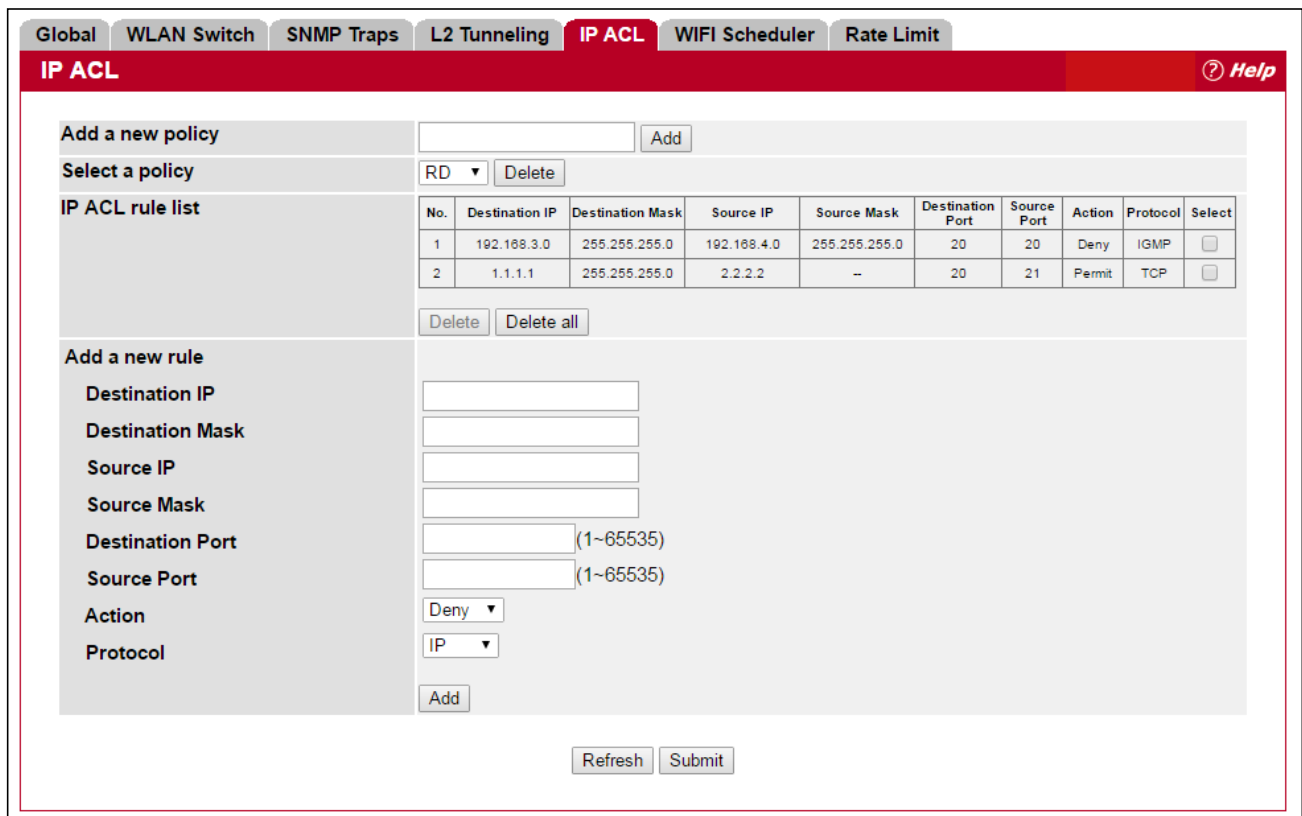 Global WLAN Switch SNMP Traps L2 Tunneling IP ACL WIFI Scheduler Rate Limit
IP ACL ? Help
Add a new policy Add
Select a policy RD ▼ Delete
IP ACL rule list
No. Destination IP Destination Mask Source IP Source Mask Destination Port Source Port Action Protocol Select
1 192.168.3.0 255.255.255.0 192.168.4.0 255.255.255.0 20 20 Deny IGMP
2 1.1.1.1 255.255.255.0 2.2.2.2 -- 20 21 Permit TCP
Delete Delete all
Add a new rule
Destination IP
Destination Mask
Source IP
Source Mask
Destination Port (1~65535)
Source Port (1~65535)
Action Deny ▼
Protocol IP ▼
Add
Refresh Submit